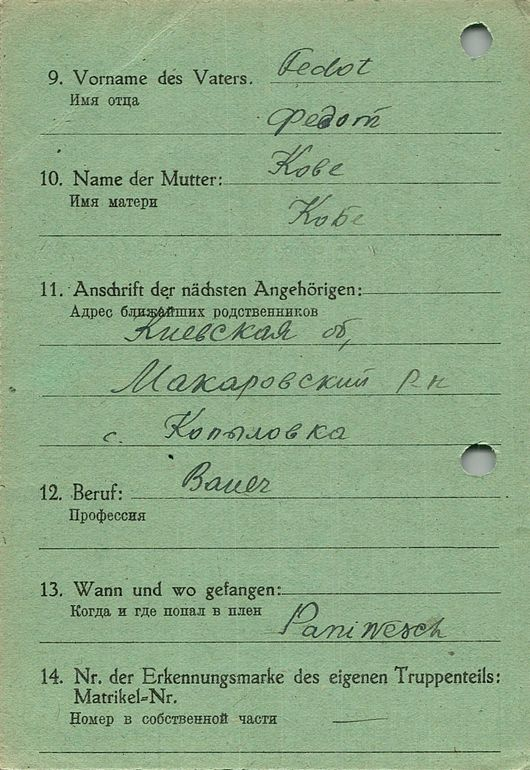 9. Vorname des Vaters. Fedot
Имя отца
Федот
10. Name der Mutter: Kobe
Имя матери
Кобе
11. Anschrift der nächsten Angehörigen:
Адрес ближайших родственников
Киевская об,
Макаровский р-н
с. Копыловка
12. Beruf: Bauer
Профессия
13. Wann und wo gefangen:
Когда и где попал в плен
Paniwesch
14. Nr. der Erkennungsmarke des eigenen Truppenteils:
Matrikel-Nr.
Номер в собственной части —